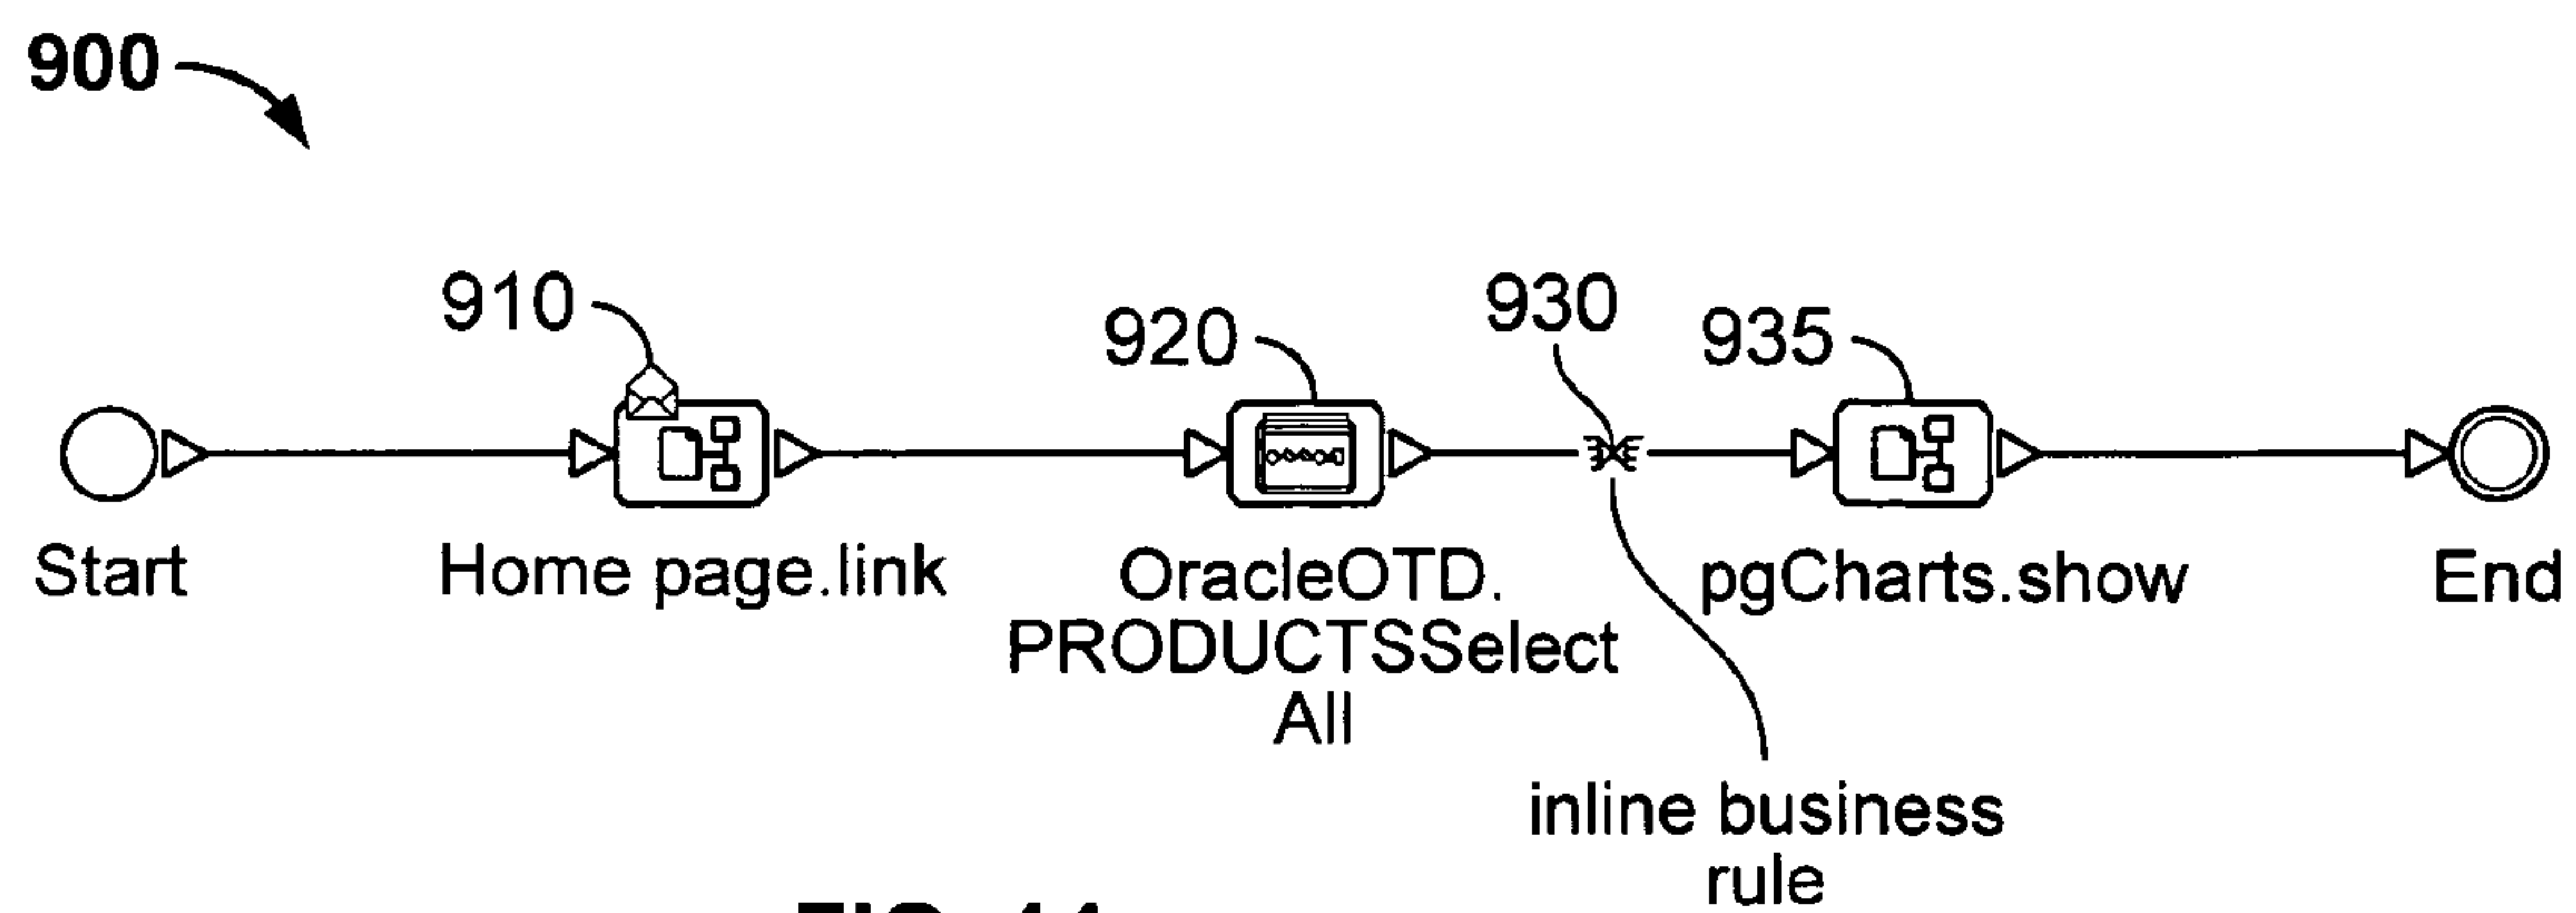 900
910
920
930
935
Start
Home page.link
OracleOTD.
PRODUCTSSelect
All
pgCharts.show
End
inline business
rule